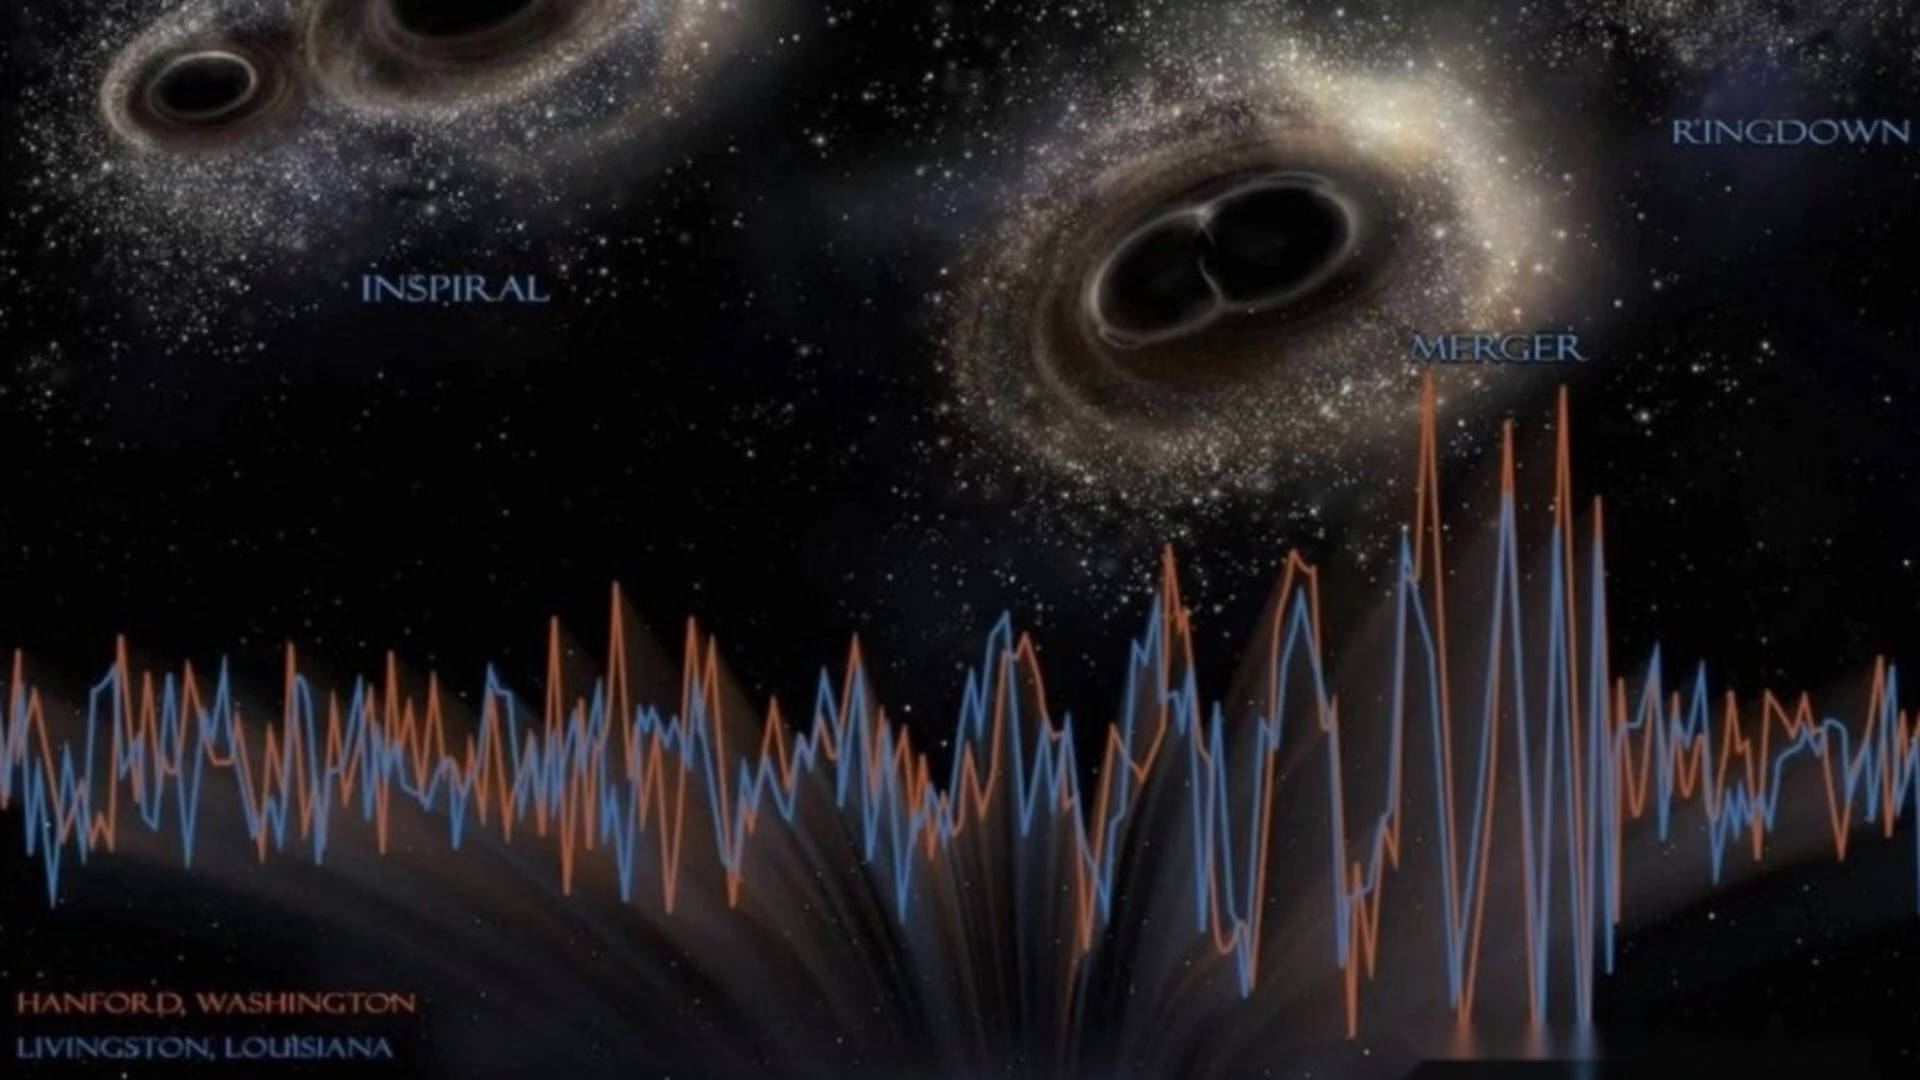 RINGDOWN
INSPIRAL
MERGER
HANFORD, WASHINGTON
LIVINGSTON, LOUISIANA